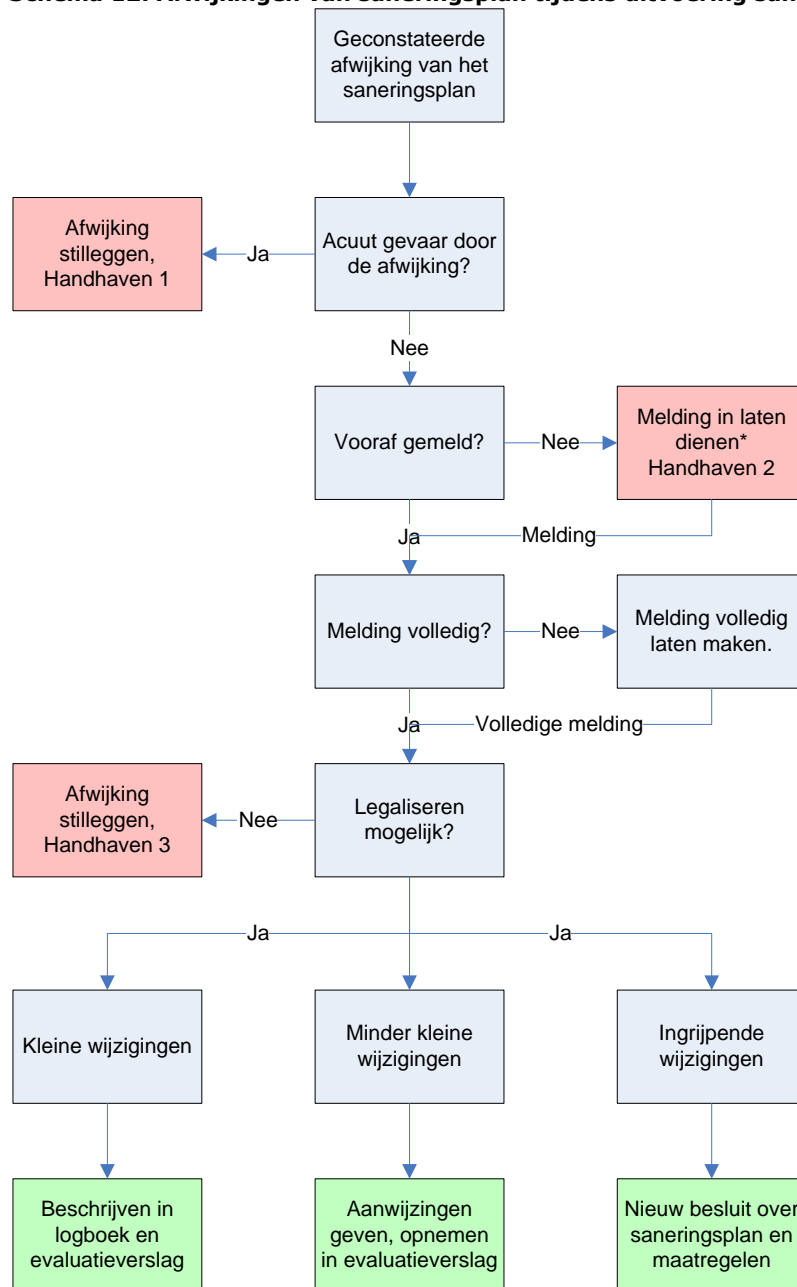 Geconstateerde
afwijking van het
saneringsplan
Afwijking
stilleggen,
Handhaven 1
Ja
Acuut gevaar door
de afwijking?
Nee
Vooraf gemeld?
Nee
Melding in laten
dienen*
Handhaven 2
Ja
Melding
Melding volledig?
Nee
Melding volledig
laten maken.
Ja
Volledige melding
Afwijking
stilleggen,
Handhaven 3
Nee
Legaliseren
mogelijk?
Ja
Ja
Kleine wijzigingen
Minder kleine
wijzigingen
Ingrijpende
wijzigingen
Beschrijven in
logboek en
evaluatieverslag
Aanwijzingen
geven, opnemen
in evaluatieverslag
Nieuw besluit over
saneringsplan en
maatregelen